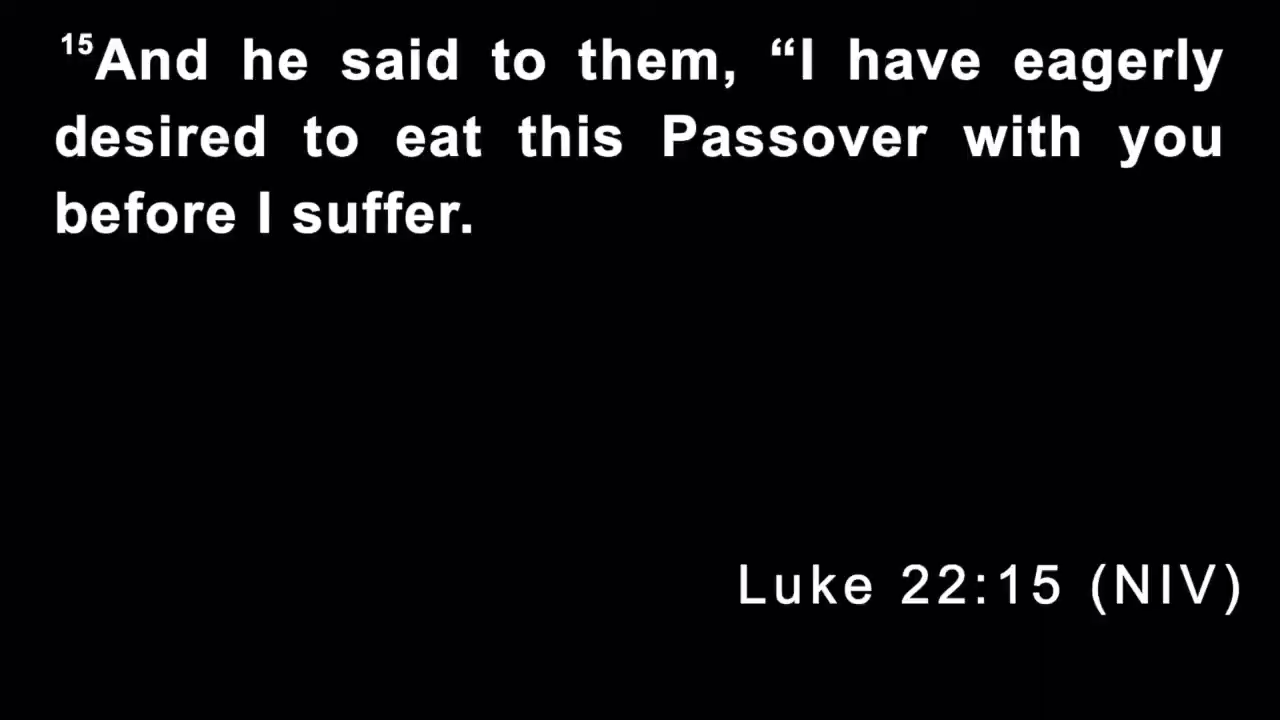 15And he said to them, “I have eagerly
desired to eat this Passover with you
before I suffer.
Luke 22:15 (NIV)